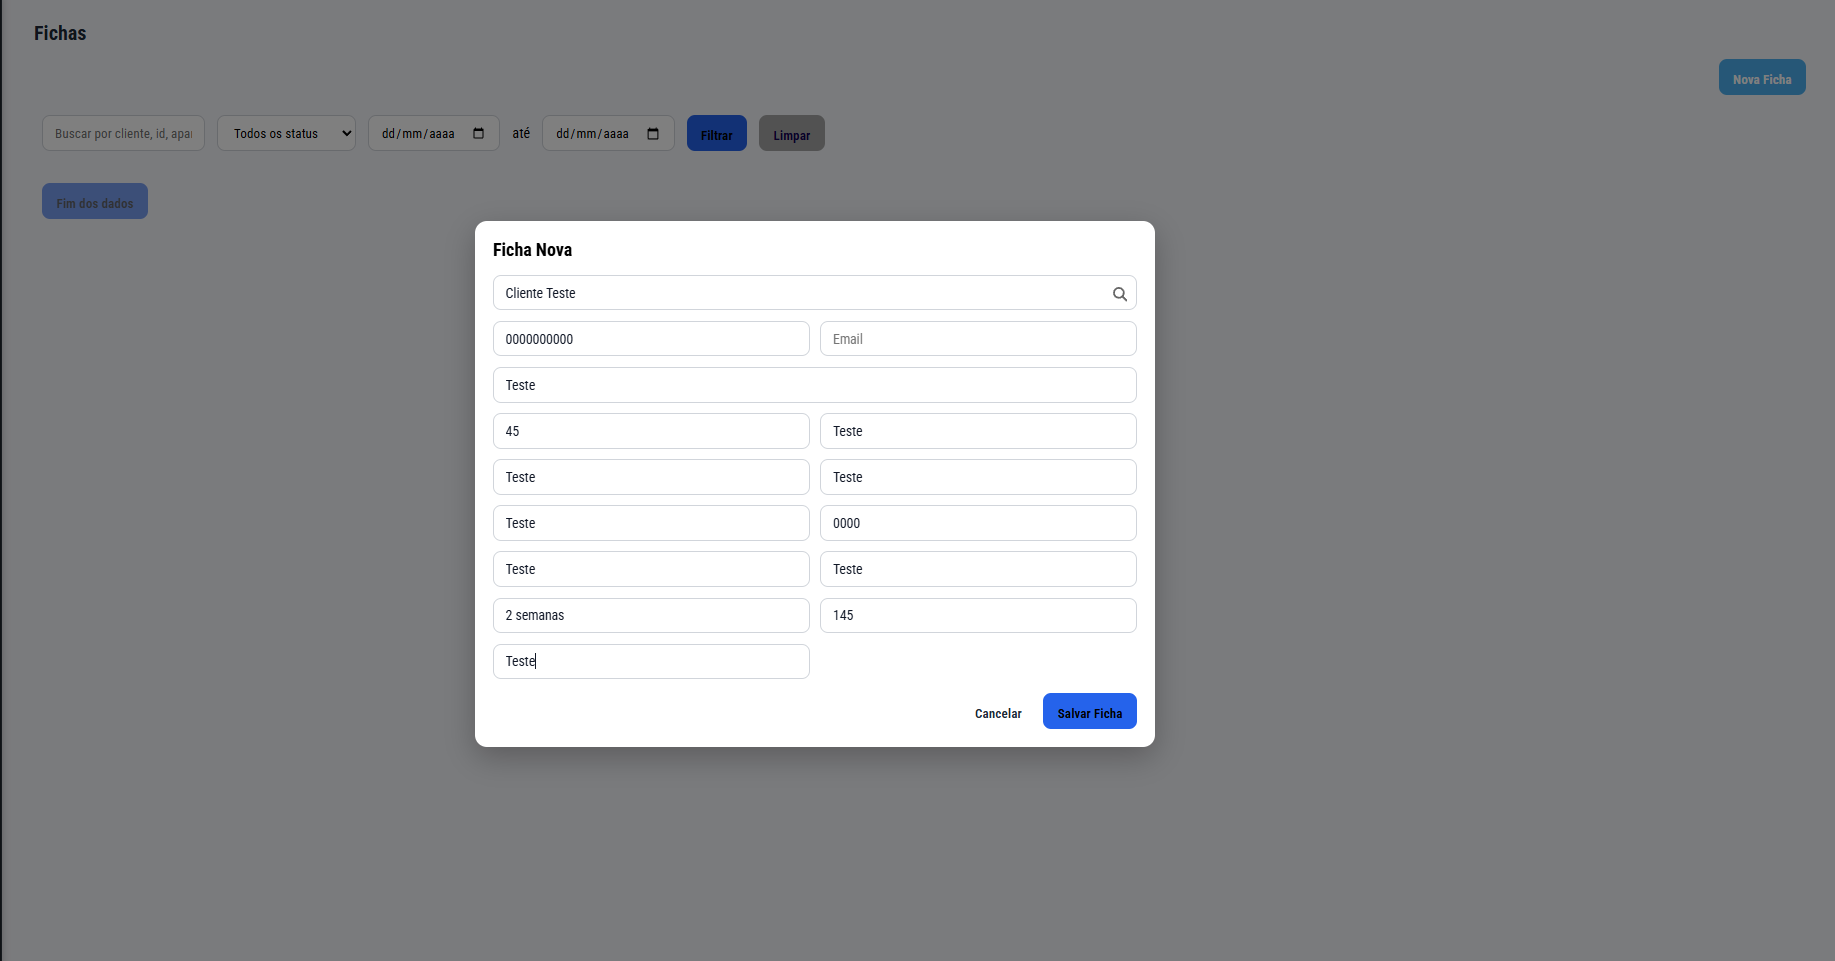 Fichas
Nova Ficha
Buscar por cliente, id, apar
Todos os status
dd/mm/aaaa
até
dd/mm/aaaa
Filtrar
Limpar
Fim dos dados
Ficha Nova
Cliente Teste
0000000000
Email
Teste
45
Teste
Teste
Teste
Teste
0000
Teste
Teste
2 semanas
145
Teste
Cancelar
Salvar Ficha